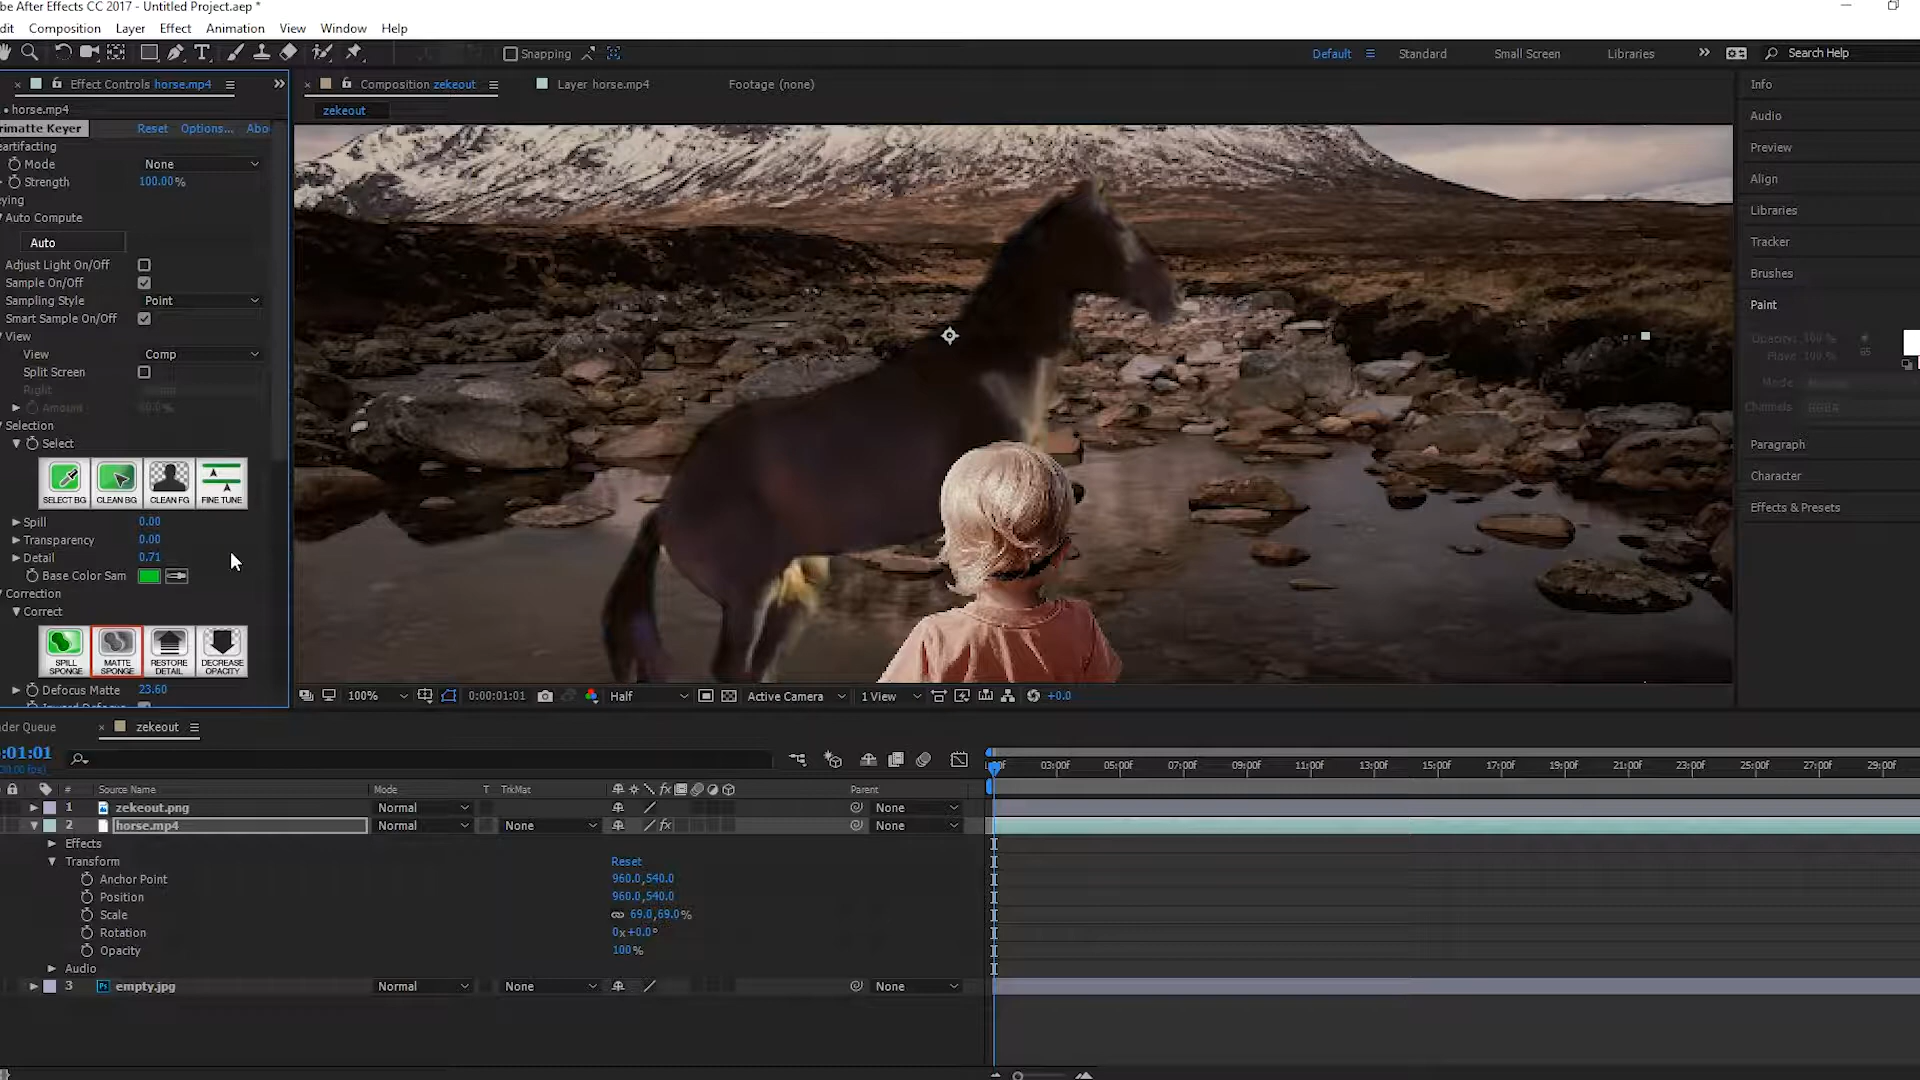 be After Effects CC 2017 - Untitled Project.aep *
dit Composition Layer Effect Animation View Window Help
Snapping Default Standard Small Screen Libraries Search Help
Effect Controls horse.mp4 Composition zekeout Layer horse.mp4 Footage (none) Info
• horse.mp4 zekeout
rimatte Keyer Reset Options... Abo Audio
eartifacting
Mode None Preview
Strength 100.00% Align
ying
Auto Compute Libraries
Auto Tracker
Adjust Light On/Off Brushes
Sample On/Off
Sampling Style Point Paint
Smart Sample On/Off
View Opacity: 100 %
View Comp
Split Screen
Right
Amount
Selection
Select Paragraph
SELECT BG CLEAN BG CLEAN FG FINE TUNE Character
Spill 0.00 Effects & Presets
Transparency 0.00
Detail 0.71
Base Color Sam
Correction
Correct
SPILL SPONGE MATTE SPONGE RESTORE DETAIL DECREASE OPACITY
Defocus Matte 23.60
100% 0:00:01:01 Half Active Camera 1 View +0.0
der Queue zekeout
:01:01
03:00f 05:00f 07:00f 09:00f 11:00f 13:00f 15:00f 17:00f 19:00f 21:00f 23:00f 25:00f 27:00f 29:00f
# Source Name Mode T TrkMat Parent
1 zekeout.png Normal None
2 horse.mp4 Normal None None
Effects
Transform Reset
Anchor Point 960.0,540.0
Position 960.0,540.0
Scale 69.0,69.0%
Rotation 0x+0.0°
Opacity 100%
Audio
3 empty.jpg Normal None None